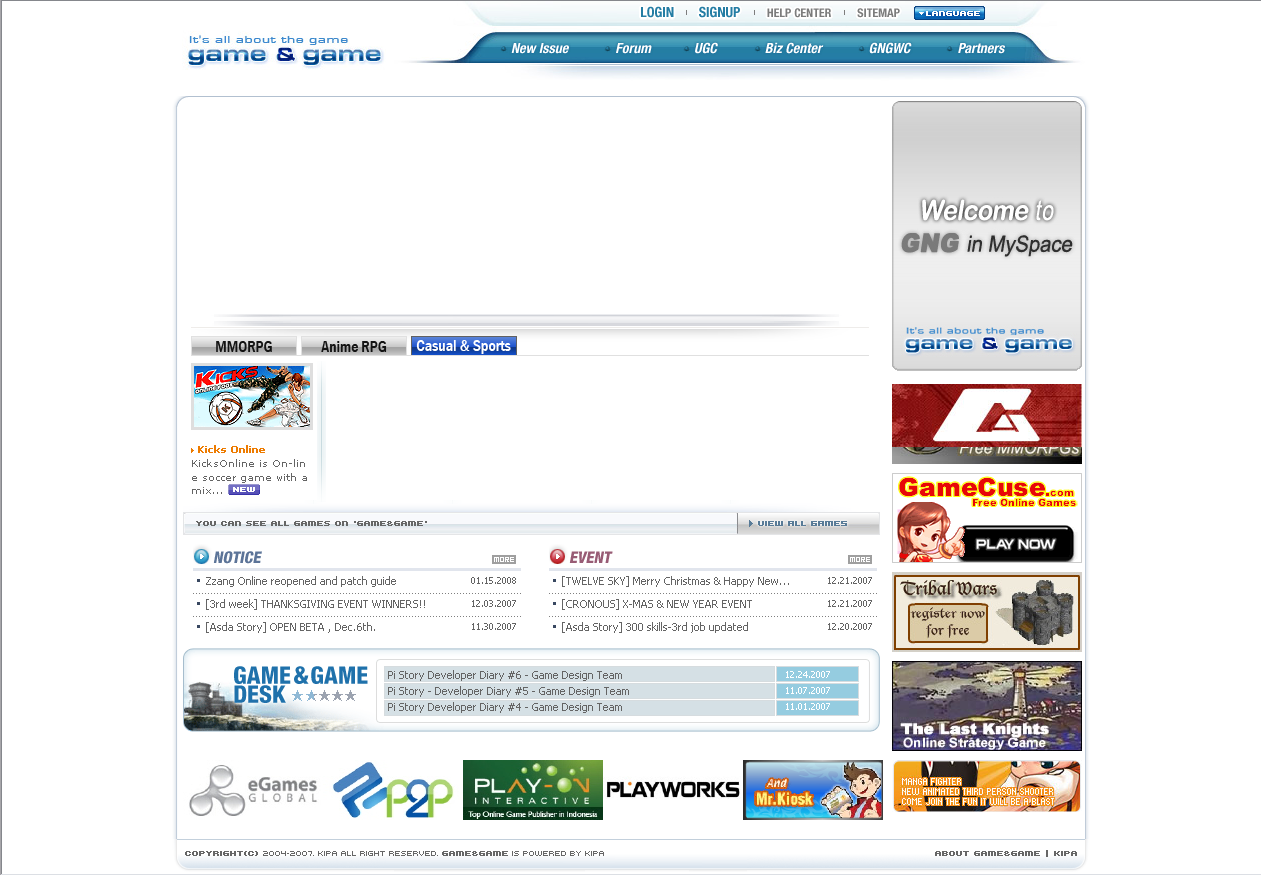 LOGIN SIGNUP HELP CENTER SITEMAP LANGUAGE
It's all about the game
game & game
New Issue Forum UGC Biz Center GNGWC Partners
Welcome to
GNG in MySpace
It's all about the game
game & game
MMORPG Anime RPG Casual & Sports
KICKS
Kicks Online
KicksOnline is On-lin
e soccer game with a
mix... NEW
YOU CAN SEE ALL GAMES ON 'GAME&GAME' VIEW ALL GAMES
NOTICE MORE
Zzang Online reopened and patch guide 01.15.2008
[3rd week] THANKSGIVING EVENT WINNERS!! 12.03.2007
[Asda Story] OPEN BETA , Dec.6th. 11.30.2007
EVENT MORE
[TWELVE SKY] Merry Christmas & Happy New... 12.21.2007
[CRONOUS] X-MAS & NEW YEAR EVENT 12.21.2007
[Asda Story] 300 skills-3rd job updated 12.20.2007
GAME & GAME
DESK
Pi Story Developer Diary #6 - Game Design Team 12.24.2007
Pi Story - Developer Diary #5 - Game Design Team 11.07.2007
Pi Story Developer Diary #4 - Game Design Team 11.01.2007
Free MMORPGs
GameCuse.com
Free Online Games
PLAY NOW
Tribal Wars
register now
for free
The Last Knights
Online Strategy Game
MANGA FIGHTER
NEW ANIMATED THIRD PERSON SHOOTER
COME JOIN THE FUN IT WILL BE A BLAST
eGames
GLOBAL
P2P
PLAY-ON
INTERACTIVE
Top Online Game Publisher in Indonesia
PLAYWORKS
And
Mr.Kiosk
COPYRIGHT(C) 2004-2007. KIPA ALL RIGHT RESERVED. GAME&GAME IS POWERED BY KIPA
ABOUT GAME&GAME | KIPA